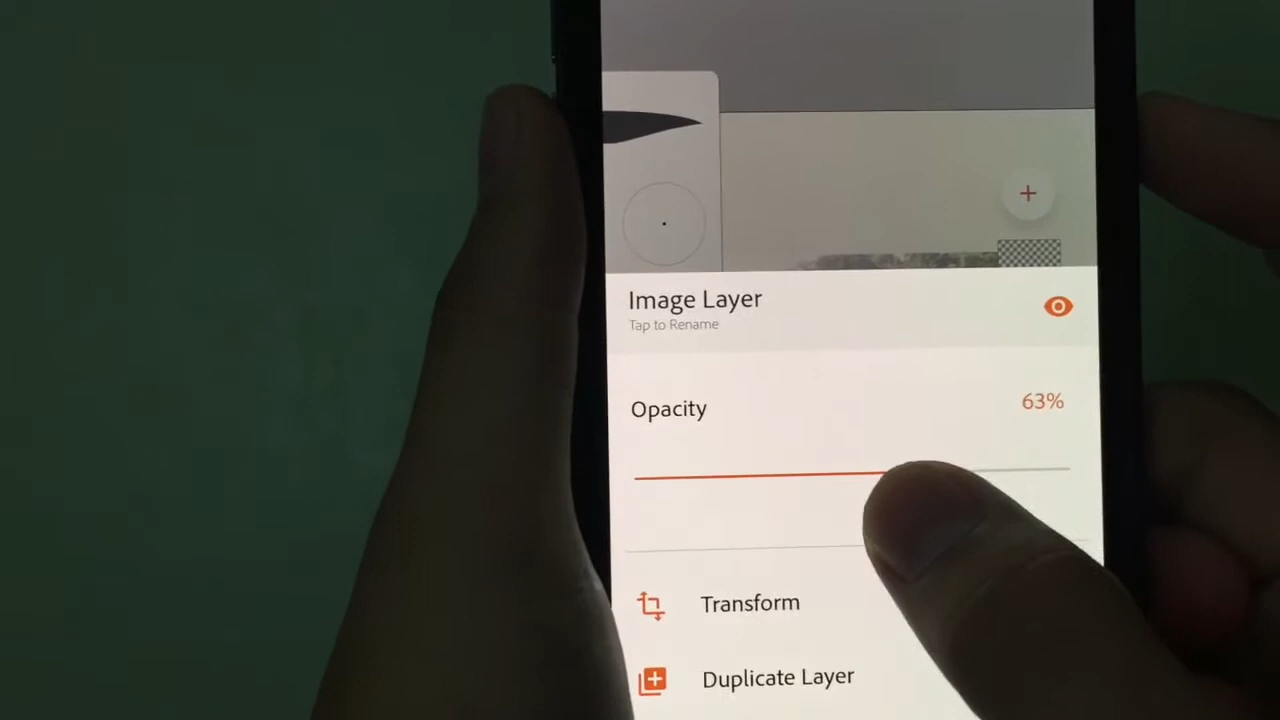 Image Layer
Tap to Rename
Opacity
63%
Transform
Duplicate Layer